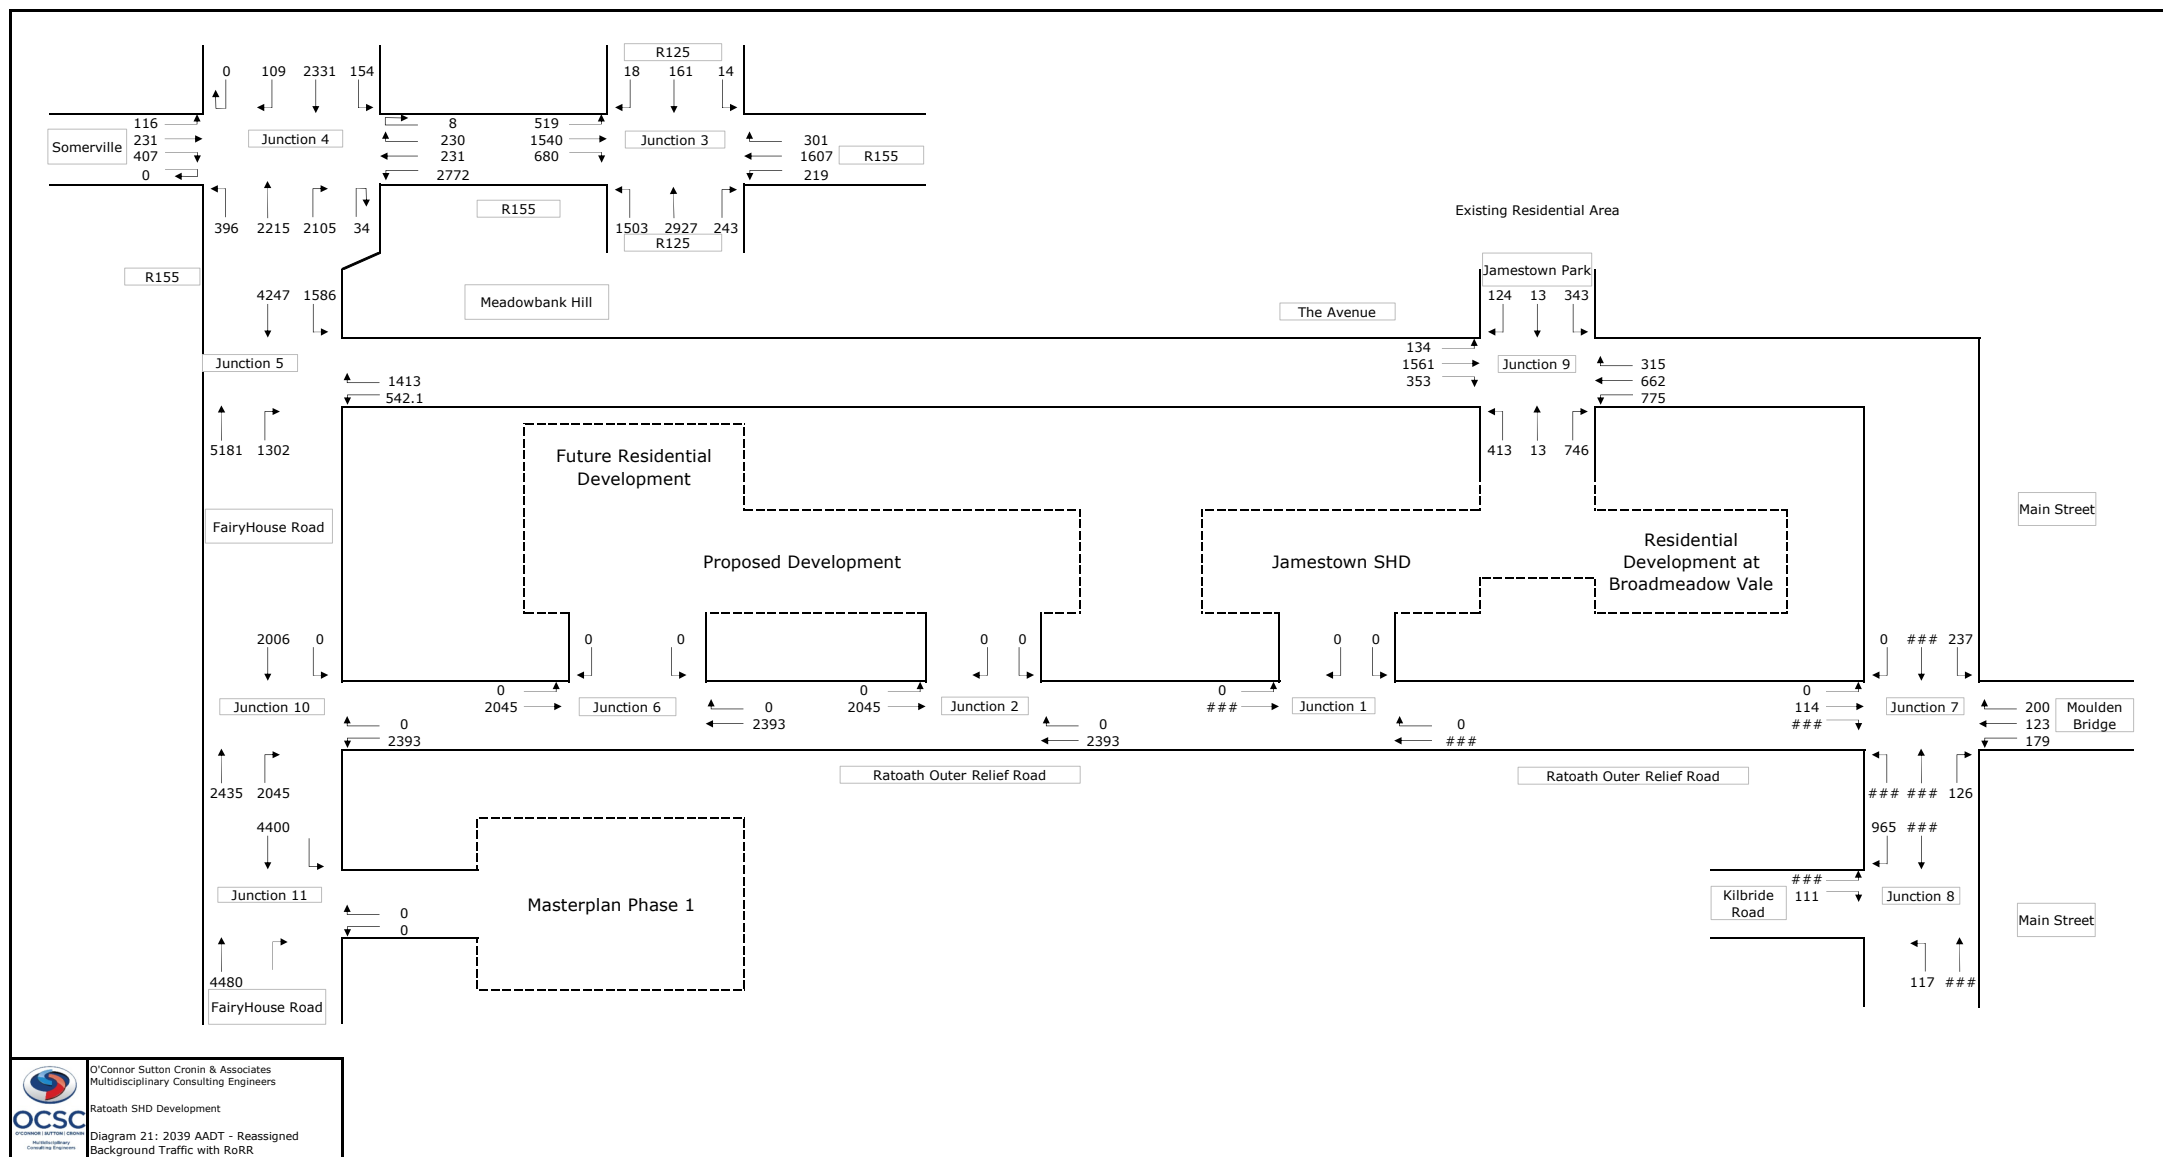 R125
0 109 2331 154
18 161 14
116
231
407
0
Somerville
Junction 4
8
230
231
2772
519
1540
680
Junction 3
301
1607
219
R155
396 2215 2105 34
R155
1503 2927 243
R125
Existing Residential Area
R155
4247 1586
Meadowbank Hill
The Avenue
Jamestown Park
124 13 343
Junction 5
134
1561
353
Junction 9
315
662
775
1413
542.1
5181 1302
413 13 746
Future Residential
Development
FairyHouse Road
Main Street
Proposed Development
Jamestown SHD
Residential
Development at
Broadmeadow Vale
2006 0
0 0
0 0
0 0
0 ### 237
Junction 10
0
2045
Junction 6
0
2393
0
2045
Junction 2
0
2393
0
###
Junction 1
0
###
0
114
###
Junction 7
200
123
179
Moulden
Bridge
0
2393
2435 2045
Ratoath Outer Relief Road
Ratoath Outer Relief Road
### ### 126
4400
965 ###
Junction 11
Masterplan Phase 1
0
0
###
111
Kilbride
Road
Junction 8
Main Street
4480
117 ###
FairyHouse Road
OCSC
O'CONNOR | SUTTON | CRONIN
Multidisciplinary
Consulting Engineers
O'Connor Sutton Cronin & Associates
Multidisciplinary Consulting Engineers
Ratoath SHD Development
Diagram 21: 2039 AADT - Reassigned
Background Traffic with RoRR